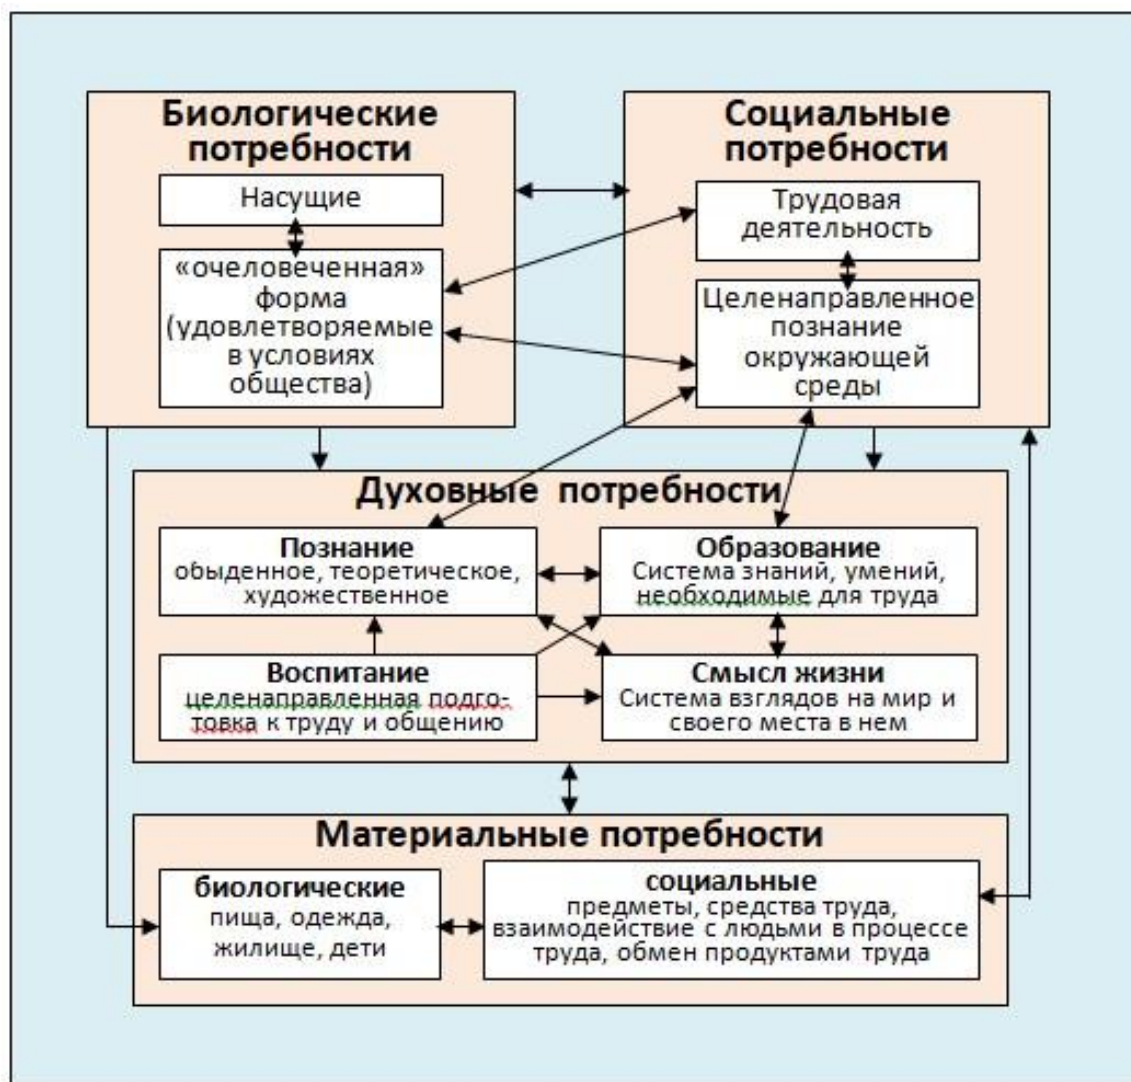 Биологические
потребности
Насущие
«очеловеченная»
форма
(удовлетворяемые
в условиях
общества)
Социальные
потребности
Трудовая
деятельность
Целенаправленное
познание
окружающей
среды
Духовные потребности
Познание
обыденное, теоретическое,
художественное
Образование
Система знаний, умений,
необходимые для труда
Воспитание
целенаправленная подго-
товка к труду и общению
Смысл жизни
Система взглядов на мир и
своего места в нем
Материальные потребности
биологические
пища, одежда,
жилище, дети
социальные
предметы, средства труда,
взаимодействие с людьми в процессе
труда, обмен продуктами труда